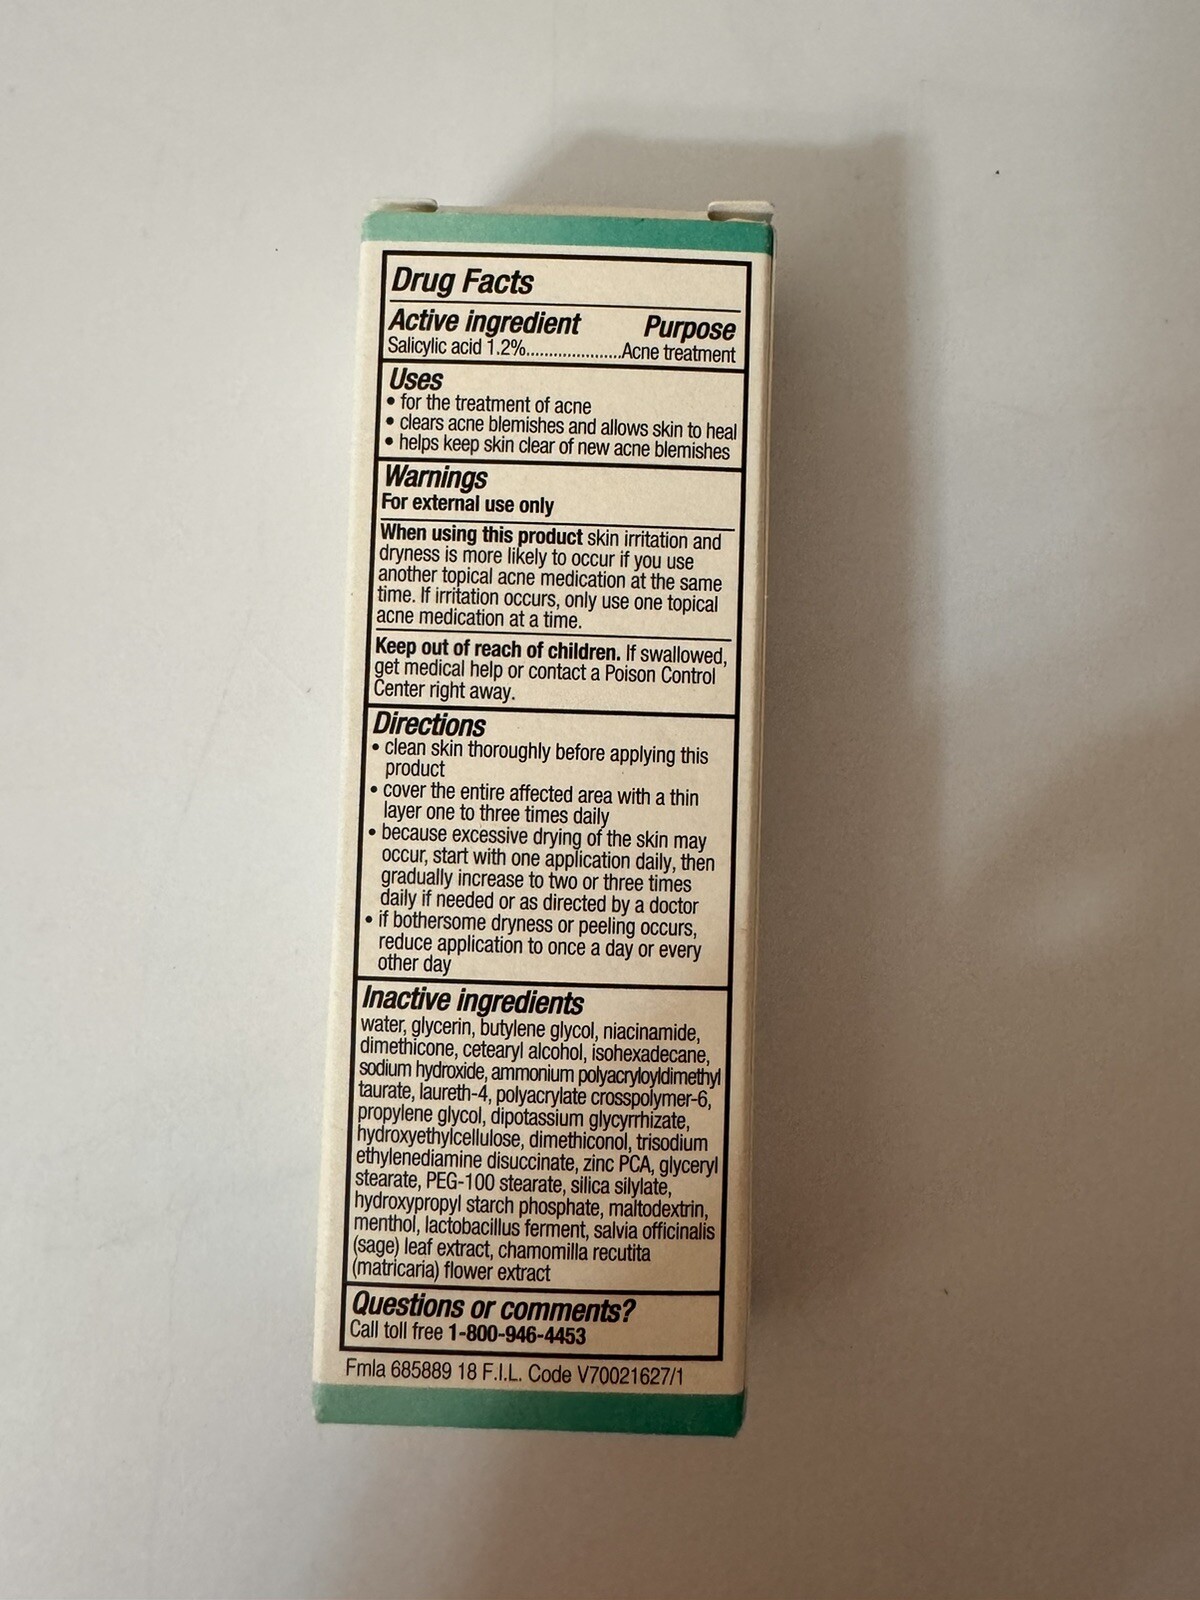 Drug Facts
Active ingredient Purpose
Salicylic acid 1.2%.....................Acne treatment
Uses
• for the treatment of acne
• clears acne blemishes and allows skin to heal
• helps keep skin clear of new acne blemishes
Warnings
For external use only
When using this product skin irritation and
dryness is more likely to occur if you use
another topical acne medication at the same
time. If irritation occurs, only use one topical
acne medication at a time.
Keep out of reach of children. If swallowed,
get medical help or contact a Poison Control
Center right away.
Directions
• clean skin thoroughly before applying this
product
• cover the entire affected area with a thin
layer one to three times daily
• because excessive drying of the skin may
occur, start with one application daily, then
gradually increase to two or three times
daily if needed or as directed by a doctor
• if bothersome dryness or peeling occurs,
reduce application to once a day or every
other day
Inactive ingredients
water, glycerin, butylene glycol, niacinamide,
dimethicone, cetearyl alcohol, isohexadecane,
sodium hydroxide, ammonium polyacryloyldimethyl
taurate, laureth-4, polyacrylate crosspolymer-6,
propylene glycol, dipotassium glycyrrhizate,
hydroxyethylcellulose, dimethiconol, trisodium
ethylenediamine disuccinate, zinc PCA, glyceryl
stearate, PEG-100 stearate, silica silylate,
hydroxypropyl starch phosphate, maltodextrin,
menthol, lactobacillus ferment, salvia officinalis
(sage) leaf extract, chamomilla recutita
(matricaria) flower extract
Questions or comments?
Call toll free 1-800-946-4453
Fmla 685889 18 F.I.L. Code V70021627/1